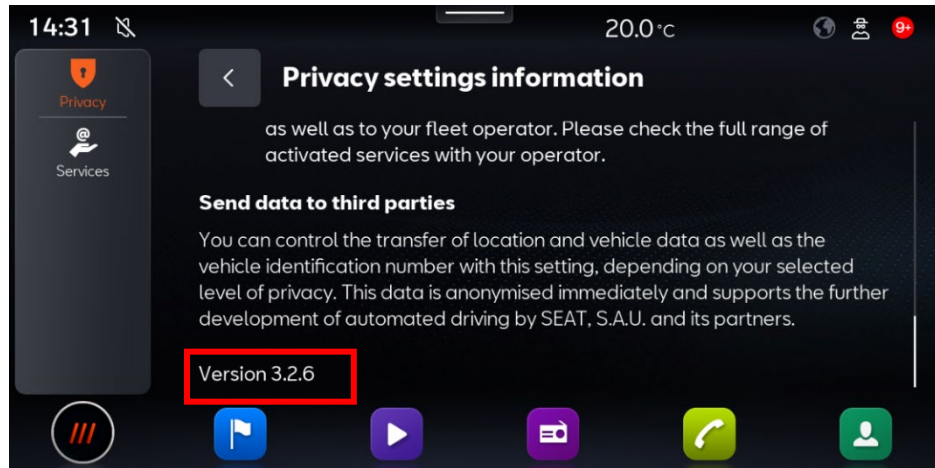 14:31 20.0 °C 9+
Privacy
Services
Privacy settings information
as well as to your fleet operator. Please check the full range of
activated services with your operator.
Send data to third parties
You can control the transfer of location and vehicle data as well as the
vehicle identification number with this setting, depending on your selected
level of privacy. This data is anonymised immediately and supports the further
development of automated driving by SEAT, S.A.U. and its partners.
Version 3.2.6